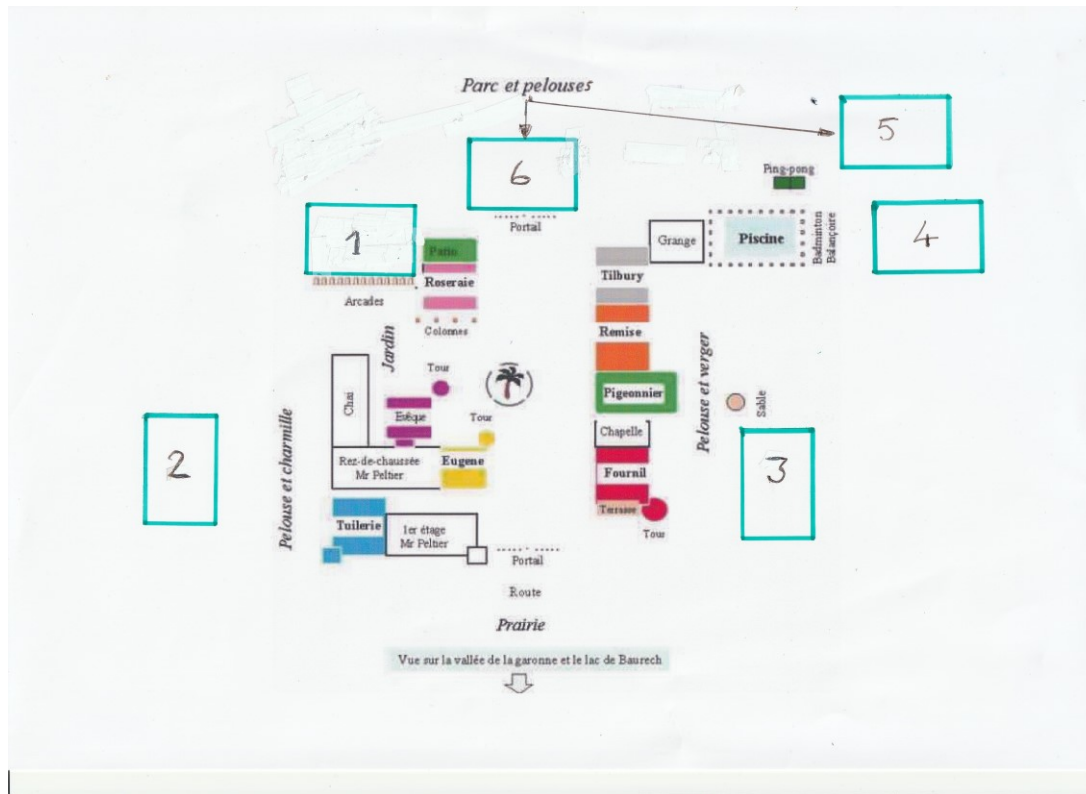 Parc et pelouses
5
6
Ping-pong
Portail
1
Patio
Roseraie
Arcades
Colonnes
Grange
Piscine
Badminton
Balançoire
4
Tilbury
Remise
Jardin
Tour
Chai
Evêque
Tour
Pigeonnier
Pelouse et verger
Sable
Pelouse et charmille
2
Rez-de-chaussée
Mr Peltier
Eugene
Chapelle
Fournil
Terrasse
Tour
3
Tuilerie
1er étage
Mr Peltier
Portail
Route
Prairie
Vue sur la vallée de la garonne et le lac de Baurech